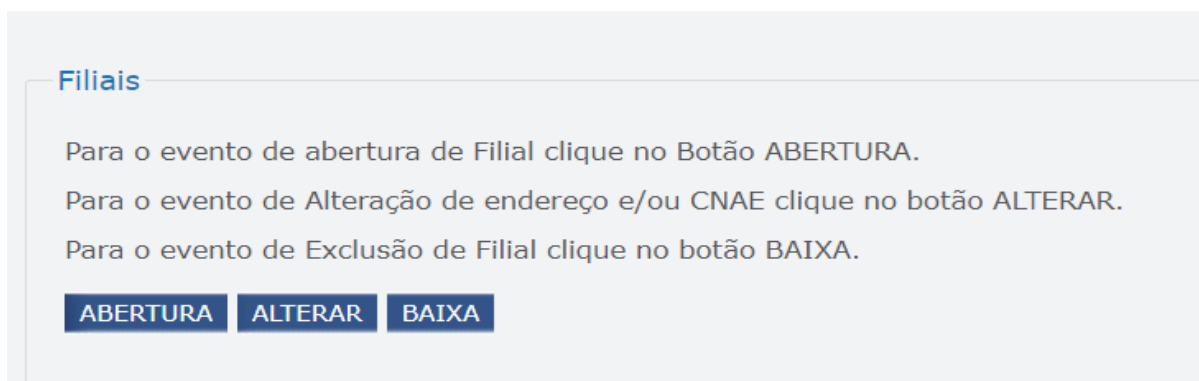 Filiais
Para o evento de abertura de Filial clique no Botão ABERTURA.
Para o evento de Alteração de endereço e/ou CNAE clique no botão ALTERAR.
Para o evento de Exclusão de Filial clique no botão BAIXA.
ABERTURA ALTERAR BAIXA